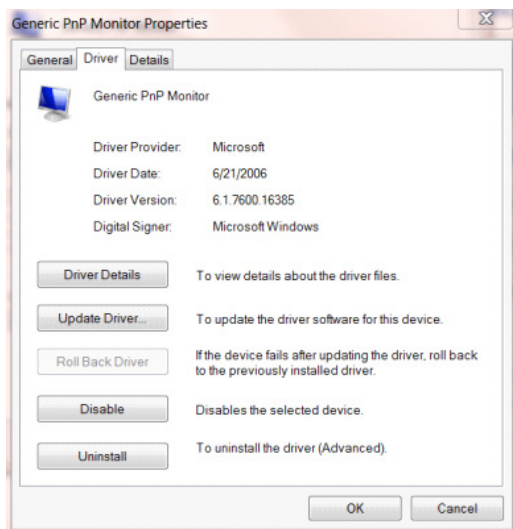 Generic PnP Monitor Properties
General Driver Details
Generic PnP Monitor
Driver Provider: Microsoft
Driver Date: 6/21/2006
Driver Version: 6.1.7600.16385
Digital Signer: Microsoft Windows
Driver Details To view details about the driver files.
Update Driver... To update the driver software for this device.
Roll Back Driver If the device fails after updating the driver, roll back
to the previously installed driver.
Disable Disables the selected device.
Uninstall To uninstall the driver (Advanced).
OK Cancel